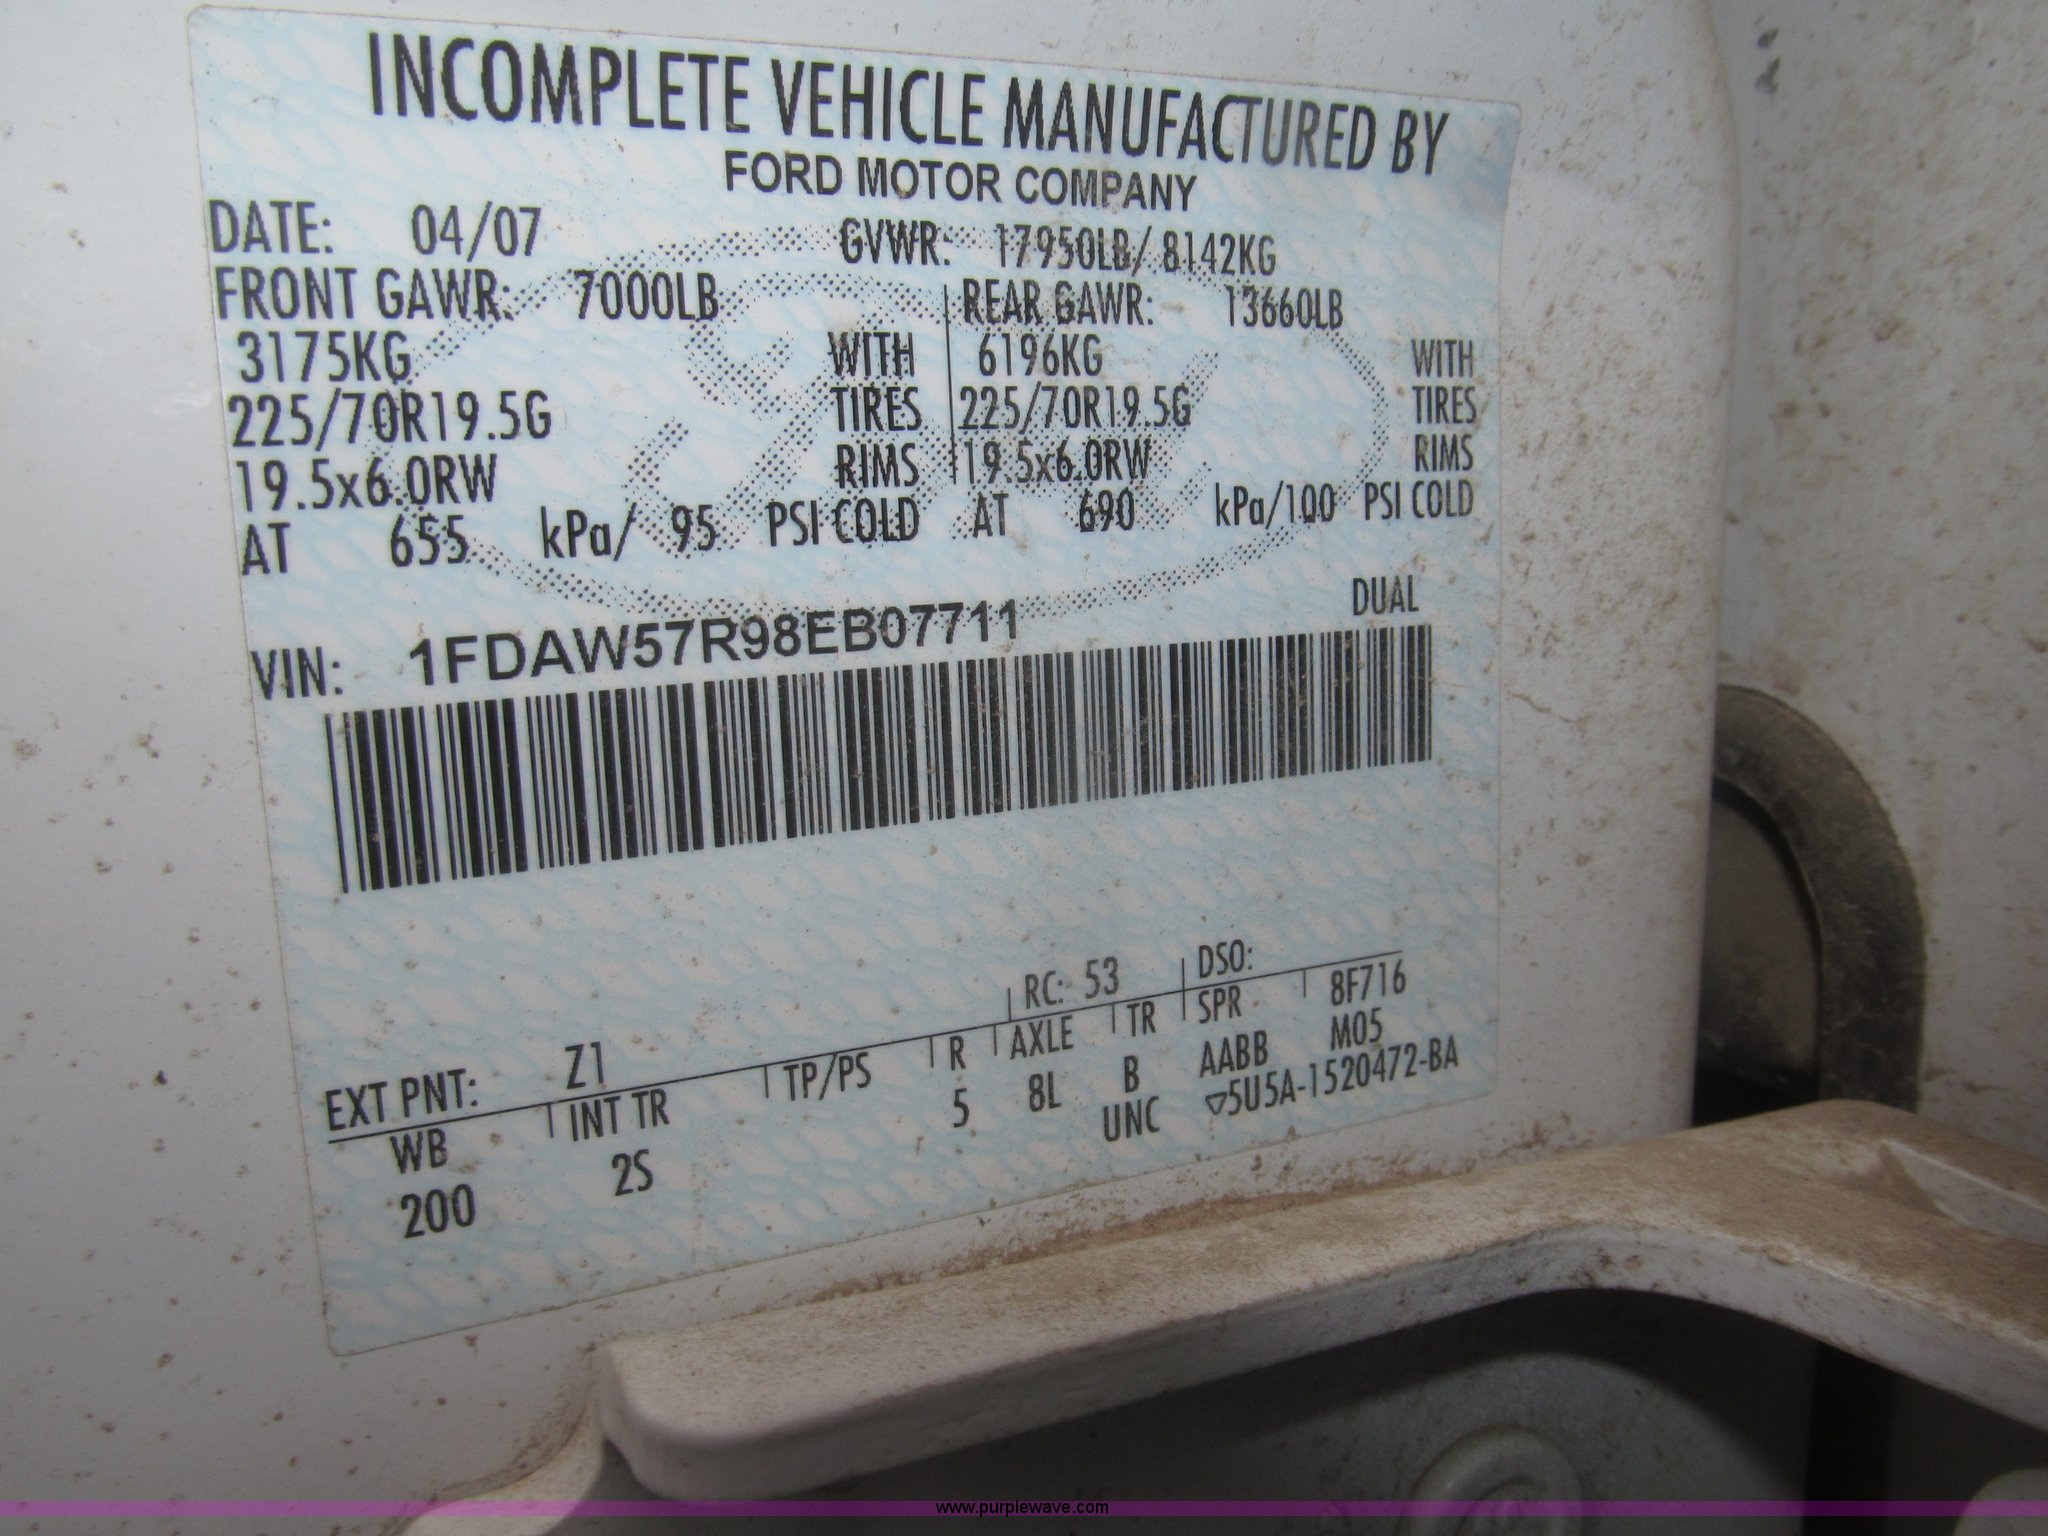 INCOMPLETE VEHICLE MANUFACTURED BY
FORD MOTOR COMPANY
DATE: 04/07 GVWR: 17950LB/ 8142KG
FRONT GAWR: 7000LB REAR GAWR: 13660LB
3175KG WITH 6196KG WITH
225/70R19.5G TIRES 225/70R19.5G TIRES
19.5x6.0RW RIMS 19.5x6.0RW RIMS
AT 655 kPa/ 95 PSI COLD AT 690 kPa/100 PSI COLD
DUAL
VIN: 1FDAW57R98EB07711
EXT PNT: Z1 RC: 53 DSO:
WB INT TR TP/PS R AXLE TR SPR 8F716
200 2S 5 8L B AABB M05
UNC ▽5U5A-1520472-BA
www.purplewave.com